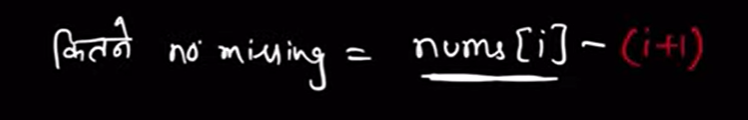 कितने no missing = nums[i] - (i+1)